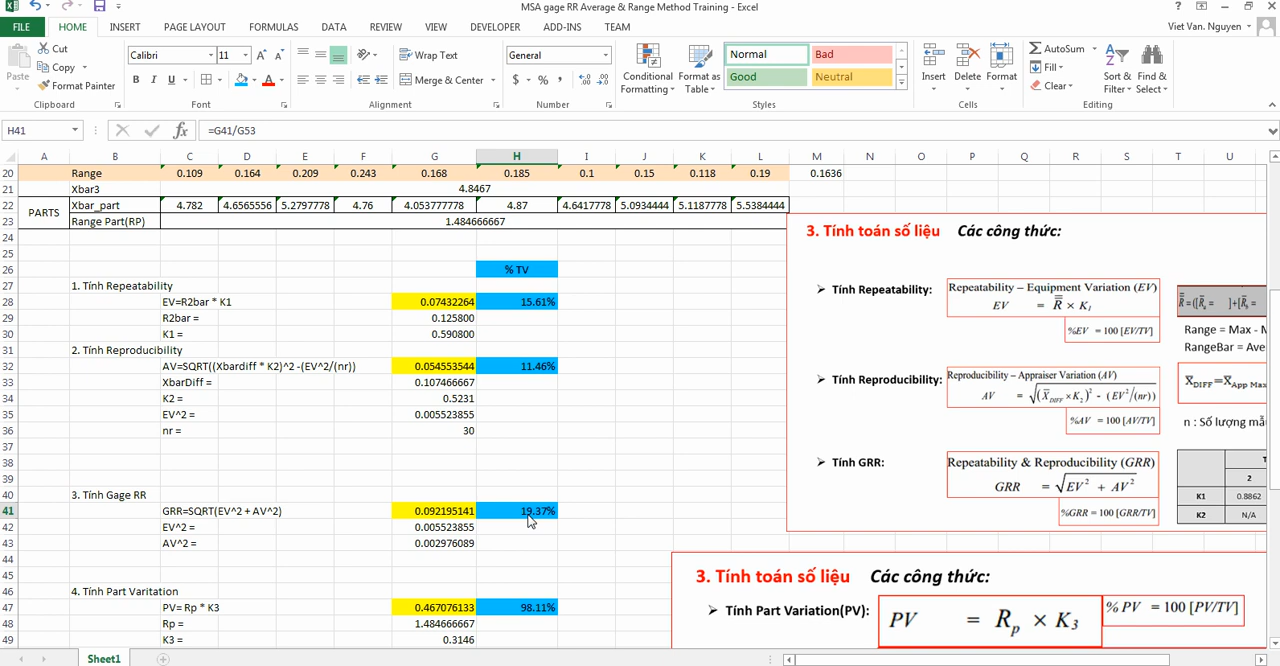 MSA gage RR Average & Range Method Training - Excel
FILE HOME INSERT PAGE LAYOUT FORMULAS DATA REVIEW VIEW DEVELOPER ADD-INS TEAM Viet Van. Nguyen
Paste Cut Copy Format Painter Clipboard
Calibri 11 B I U Font
Wrap Text Merge & Center Alignment
General $ % , Number
Conditional Formatting Format as Table Normal Bad Good Neutral Styles
Insert Delete Format Cells
AutoSum Fill Clear Sort & Filter Find & Select Editing
H41 fx =G41/G53
A B C D E F G H I J K L M N O P Q R S T U
20 Range 0.109 0.164 0.209 0.243 0.168 0.185 0.1 0.15 0.118 0.19 0.1636
21 Xbar3 4.8467
22 PARTS Xbar_part 4.782 4.6565556 5.2797778 4.76 4.053777778 4.87 4.6417778 5.0934444 5.1187778 5.5384444
23 Range Part(RP) 1.484666667
24
25
26 % TV
27 1. Tính Repeatability
28 EV=R2bar * K1 0.07432264 15.61%
29 R2bar = 0.125800
30 K1 = 0.590800
31 2. Tính Reproducibility
32 AV=SQRT((Xbardiff * K2)^2 -(EV^2/(nr)) 0.054553544 11.46%
33 XbarDiff = 0.107466667
34 K2 = 0.5231
35 EV^2 = 0.005523855
36 nr = 30
37
38
39
40 3. Tính Gage RR
41 GRR=SQRT(EV^2 + AV^2) 0.092195141 19.37%
42 EV^2 = 0.005523855
43 AV^2 = 0.002976089
44
45
46 4. Tính Part Varitation
47 PV= Rp * K3 0.467076133 98.11%
48 Rp = 1.484666667
49 K3 = 0.3146
3. Tính toán số liệu Các công thức:
Tính Repeatability:
Repeatability – Equipment Variation (EV)
EV = R̿ × K₁
%EV = 100 [EV/TV]
Range = Max - M
RangeBar = Ave
Tính Reproducibility:
Reproducibility – Appraiser Variation (AV)
AV = √(X̄DIFF × K₂)² - (EV²/(nr))
%AV = 100 [AV/TV]
X̄DIFF = X̄App Max
n : Số lượng mẫ
Tính GRR:
Repeatability & Reproducibility (GRR)
GRR = √EV² + AV²
%GRR = 100 [GRR/TV]
2
K1 0.8862
K2 N/A
3. Tính toán số liệu Các công thức:
Tính Part Variation(PV):
PV = Rp × K₃
% PV = 100 [PV/TV]
Sheet1